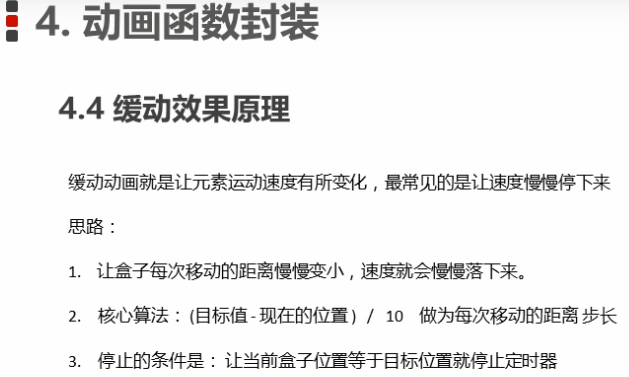 4. 动画函数封装
4.4 缓动效果原理
缓动动画就是让元素运动速度有所变化，最常见的是让速度慢慢停下来
思路：
1. 让盒子每次移动的距离慢慢变小，速度就会慢慢落下来。
2. 核心算法：(目标值 - 现在的位置) / 10 做为每次移动的距离 步长
3. 停止的条件是：让当前盒子位置等于目标位置就停止定时器